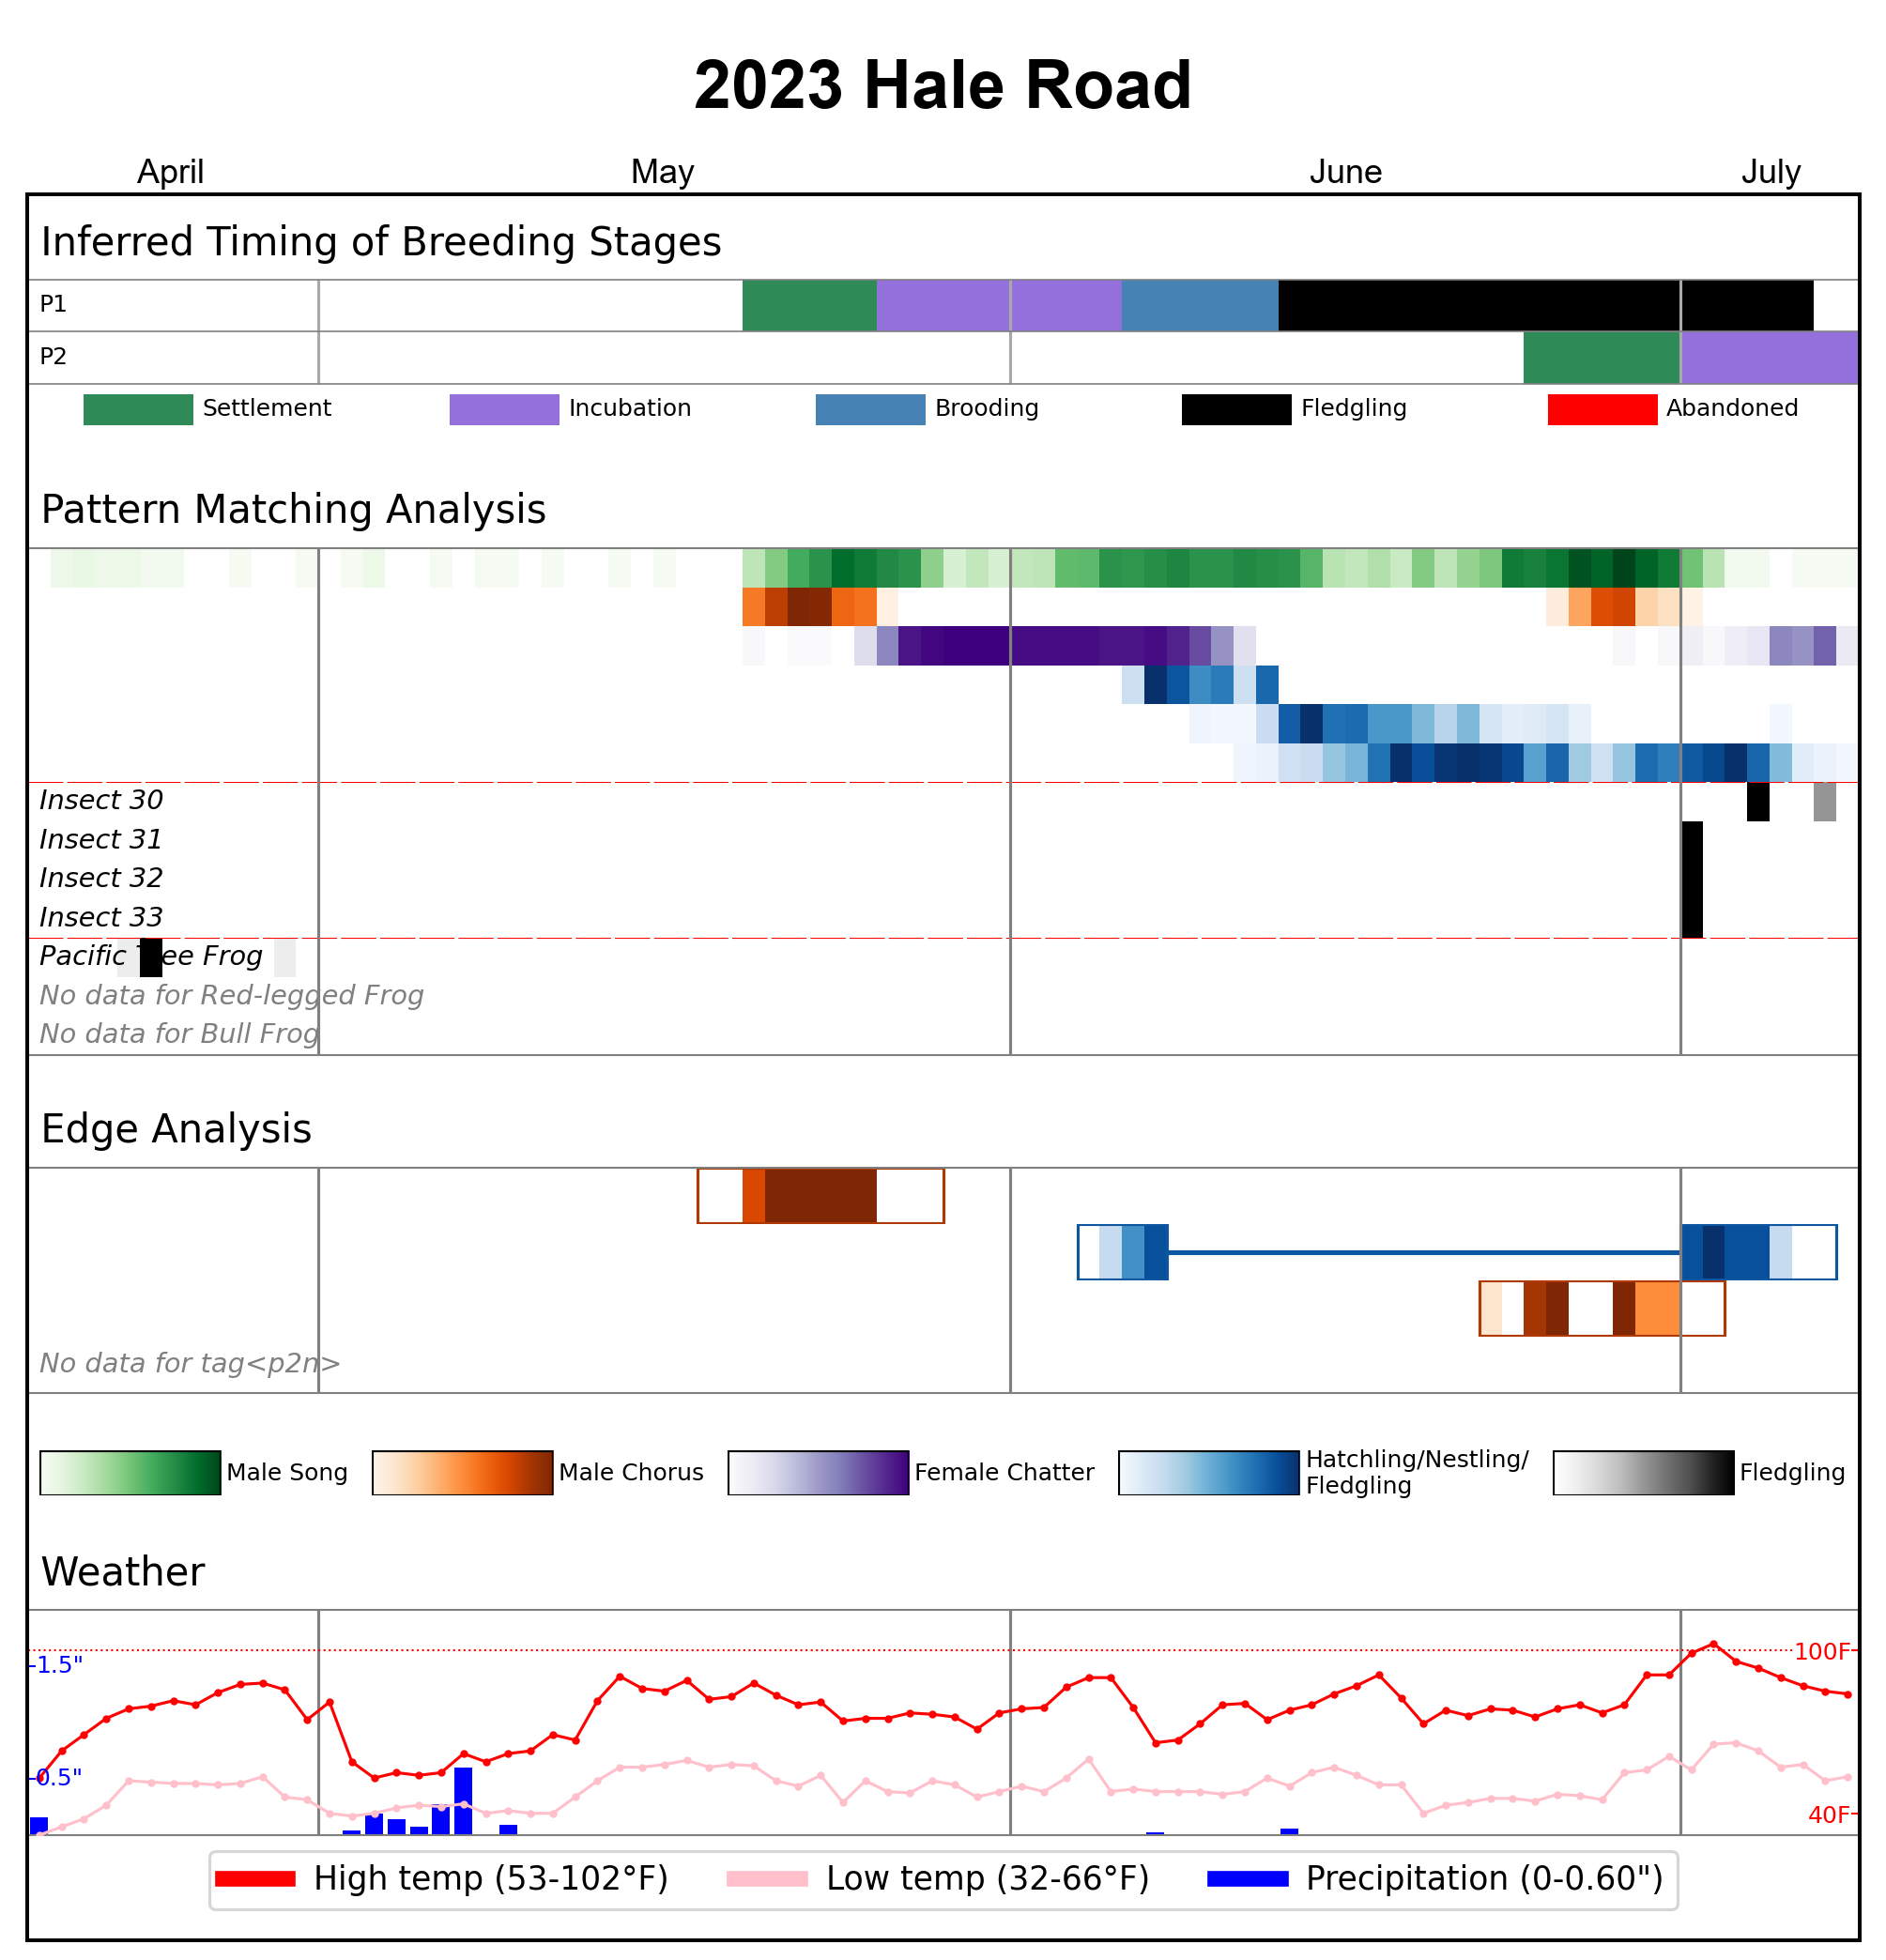 2023 Hale Road
April May June July
Inferred Timing of Breeding Stages
P1
P2
Settlement Incubation Brooding Fledgling Abandoned
Pattern Matching Analysis
Insect 30
Insect 31
Insect 32
Insect 33
Pacific Tree Frog
No data for Red-legged Frog
No data for Bull Frog
Edge Analysis
No data for tag<p2n>
Male Song Male Chorus Female Chatter Hatchling/Nestling/
Fledgling Fledgling
Weather
100F
1.5"
0.5"
40F
High temp (53-102°F) Low temp (32-66°F) Precipitation (0-0.60")